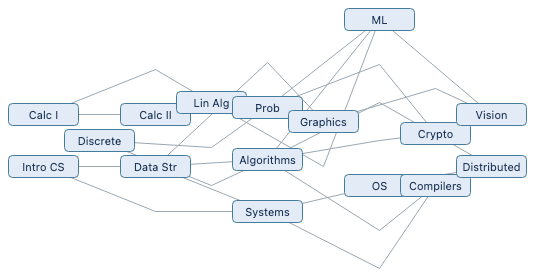 ML
Lin Alg
Prob
Calc I
Calc II
Graphics
Vision
Discrete
Crypto
Intro CS
Data Str
Algorithms
Distributed
OS
Compilers
Systems